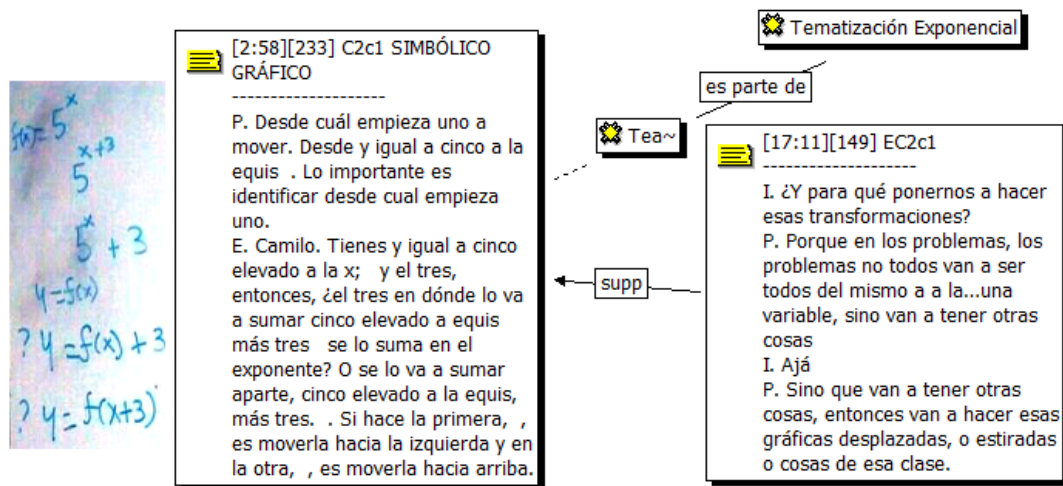 f(x)=5^x
5^x+3
5^x + 3
y=f(x)
? y=f(x) + 3
? y=f(x+3)
[2:58][233] C2c1 SIMBÓLICO
GRÁFICO
--------------------
P. Desde cuál empieza uno a
mover. Desde y igual a cinco a la
equis . Lo importante es
identificar desde cual empieza
uno.
E. Camilo. Tienes y igual a cinco
elevado a la x; y el tres,
entonces, ¿el tres en dónde lo va
a sumar cinco elevado a equis
más tres se lo suma en el
exponente? O se lo va a sumar
aparte, cinco elevado a la equis,
más tres. . Si hace la primera, ,
es moverla hacia la izquierda y en
la otra, , es moverla hacia arriba.
Tematización Exponencial
es parte de
Tea~
supp
[17:11][149] EC2c1
--------------------
I. ¿Y para qué ponernos a hacer
esas transformaciones?
P. Porque en los problemas, los
problemas no todos van a ser
todos del mismo a a la...una
variable, sino van a tener otras
cosas
I. Ajá
P. Sino que van a tener otras
cosas, entonces van a hacer esas
gráficas desplazadas, o estiradas
o cosas de esa clase.